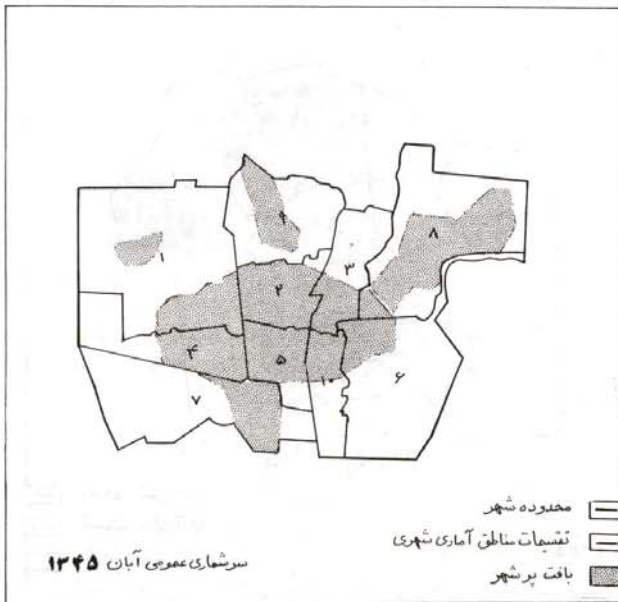 ۹
۸
۳
۱
۲
۴
۵
۱۰
۶
۷
محدوده شهر
تقسیمات مناطق آماری شهری
بافت پر شهر
سرشماری عمومی آبان ۱۳۴۵